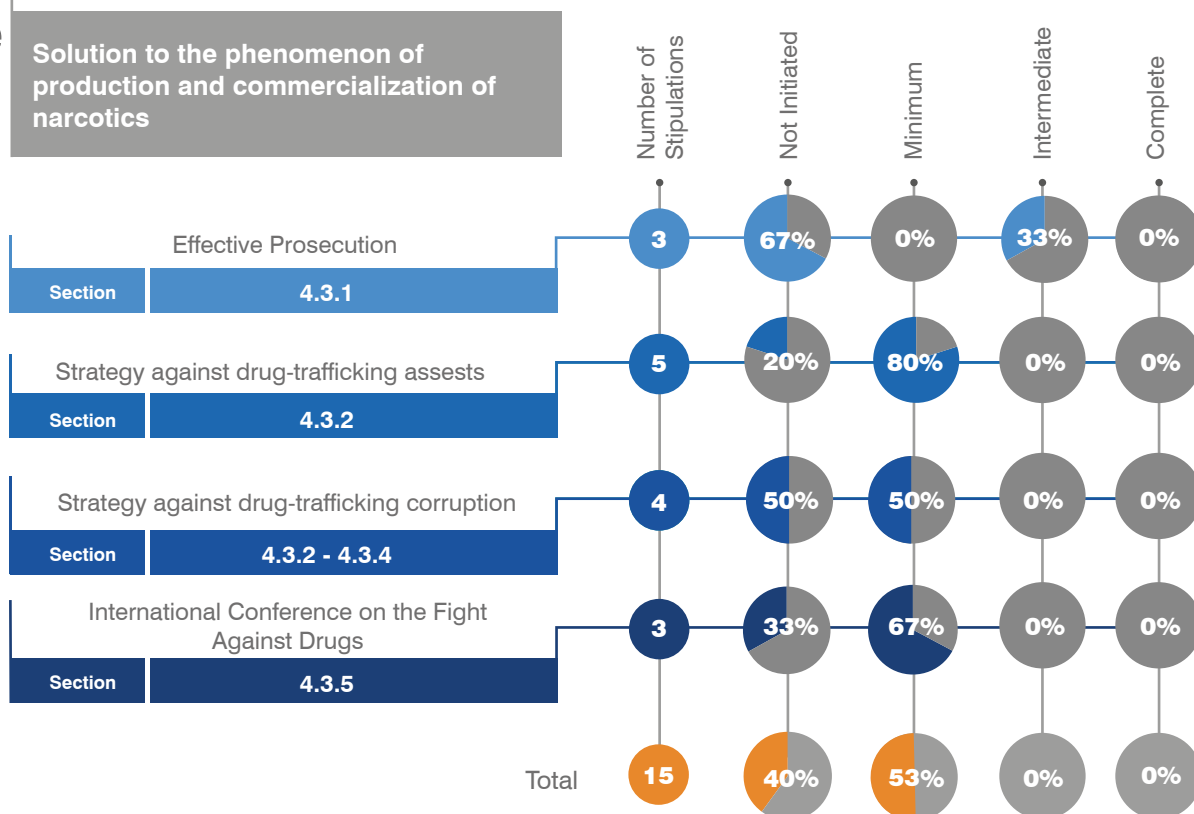 Solution to the phenomenon of
production and commercialization of
narcotics
Number of
Stipulations
Not Initiated
Minimum
Intermediate
Complete
Effective Prosecution
Section
4.3.1
3
67%
0%
33%
0%
Strategy against drug-trafficking assests
Section
4.3.2
5
20%
80%
0%
0%
Strategy against drug-trafficking corruption
Section
4.3.2 - 4.3.4
4
50%
50%
0%
0%
International Conference on the Fight
Against Drugs
Section
4.3.5
3
33%
67%
0%
0%
Total
15
40%
53%
0%
0%